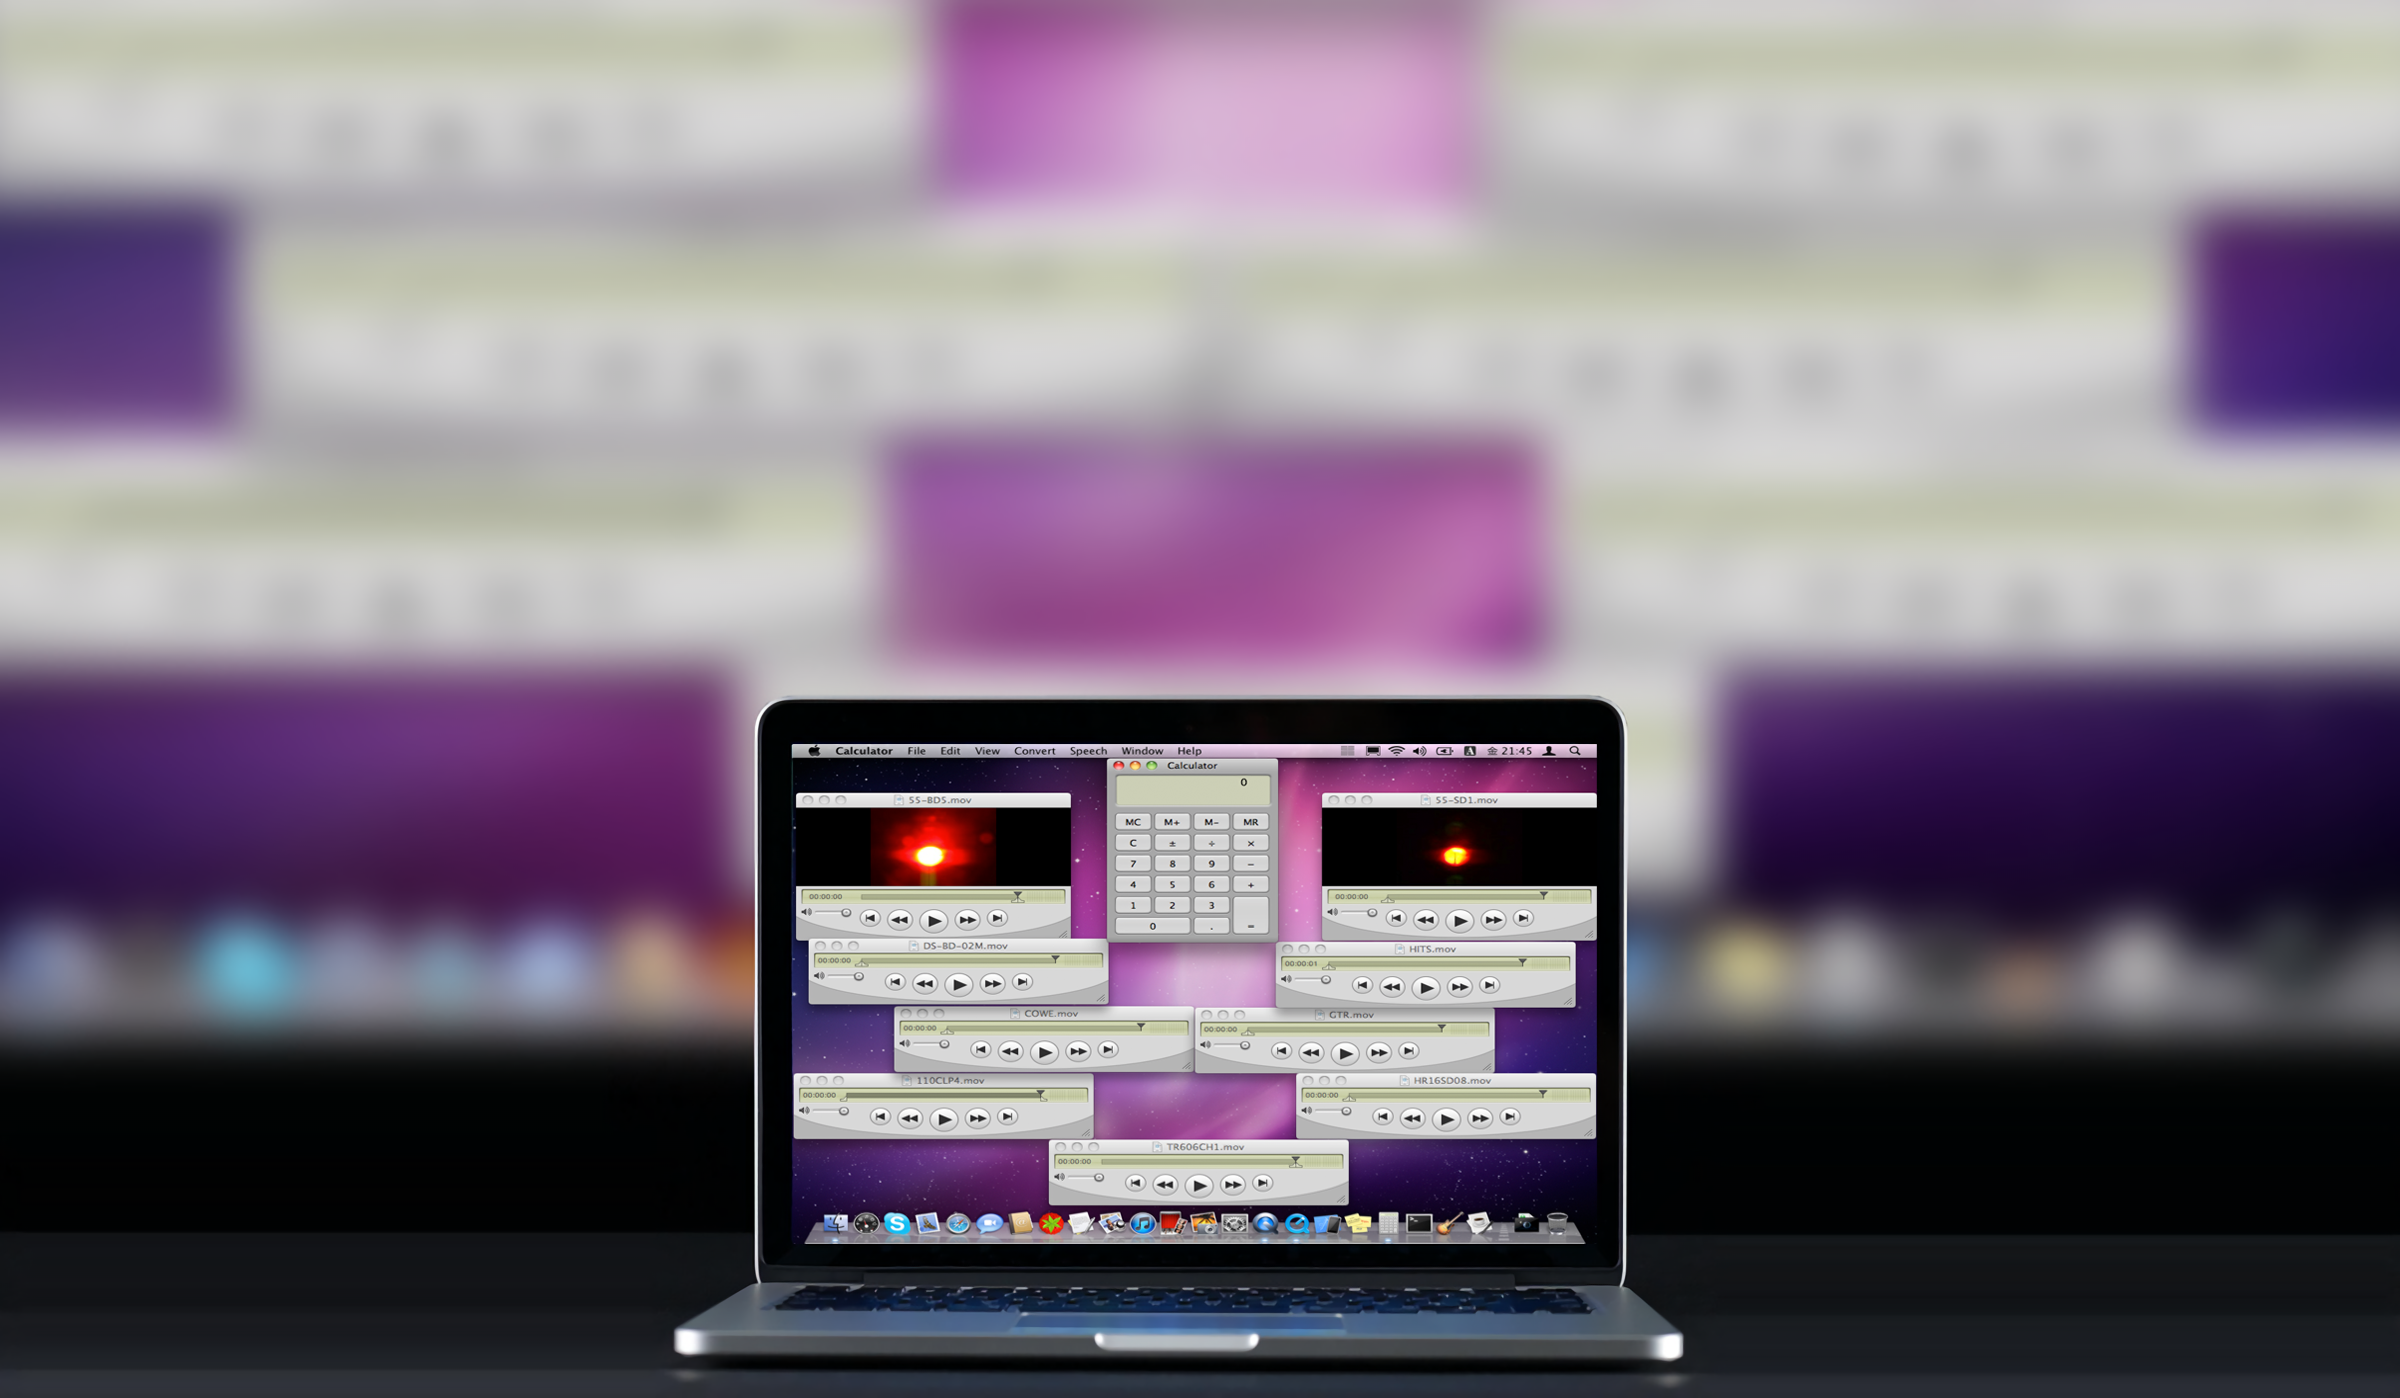 Calculator File Edit View Convert Speech Window Help A 金 21:45
Calculator
0
MC M+ M- MR
C ± ÷ ×
7 8 9 −
4 5 6 +
1 2 3
0 . =
55-BD5.mov
00:00:00
55-SD1.mov
00:00:00
DS-BD-02M.mov
00:00:00
HITS.mov
00:00:01
COWE.mov
00:00:00
GTR.mov
00:00:00
110CLP4.mov
00:00:00
HR16SD08.mov
00:00:00
TR606CH1.mov
00:00:00
S